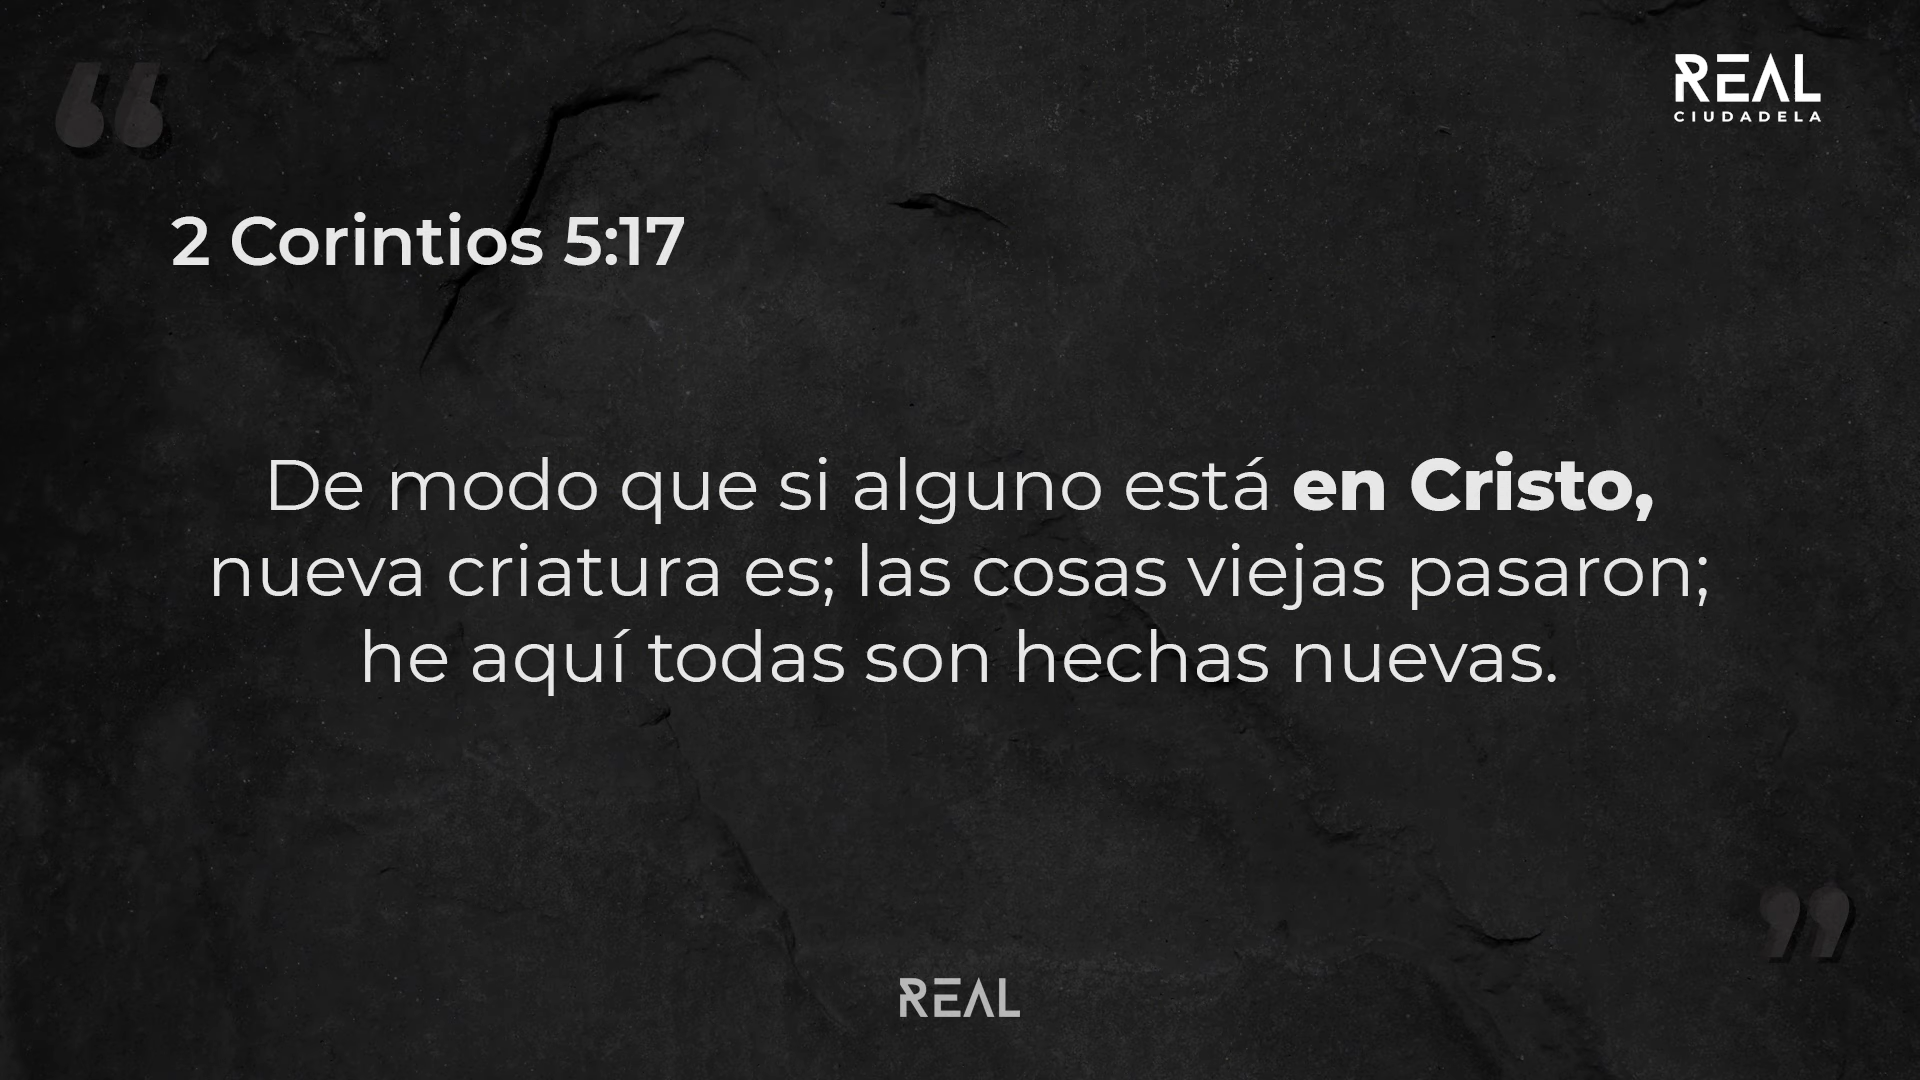 “
REAL
CIUDADELA
2 Corintios 5:17
De modo que si alguno está en Cristo,
nueva criatura es; las cosas viejas pasaron;
he aquí todas son hechas nuevas.
”
REAL